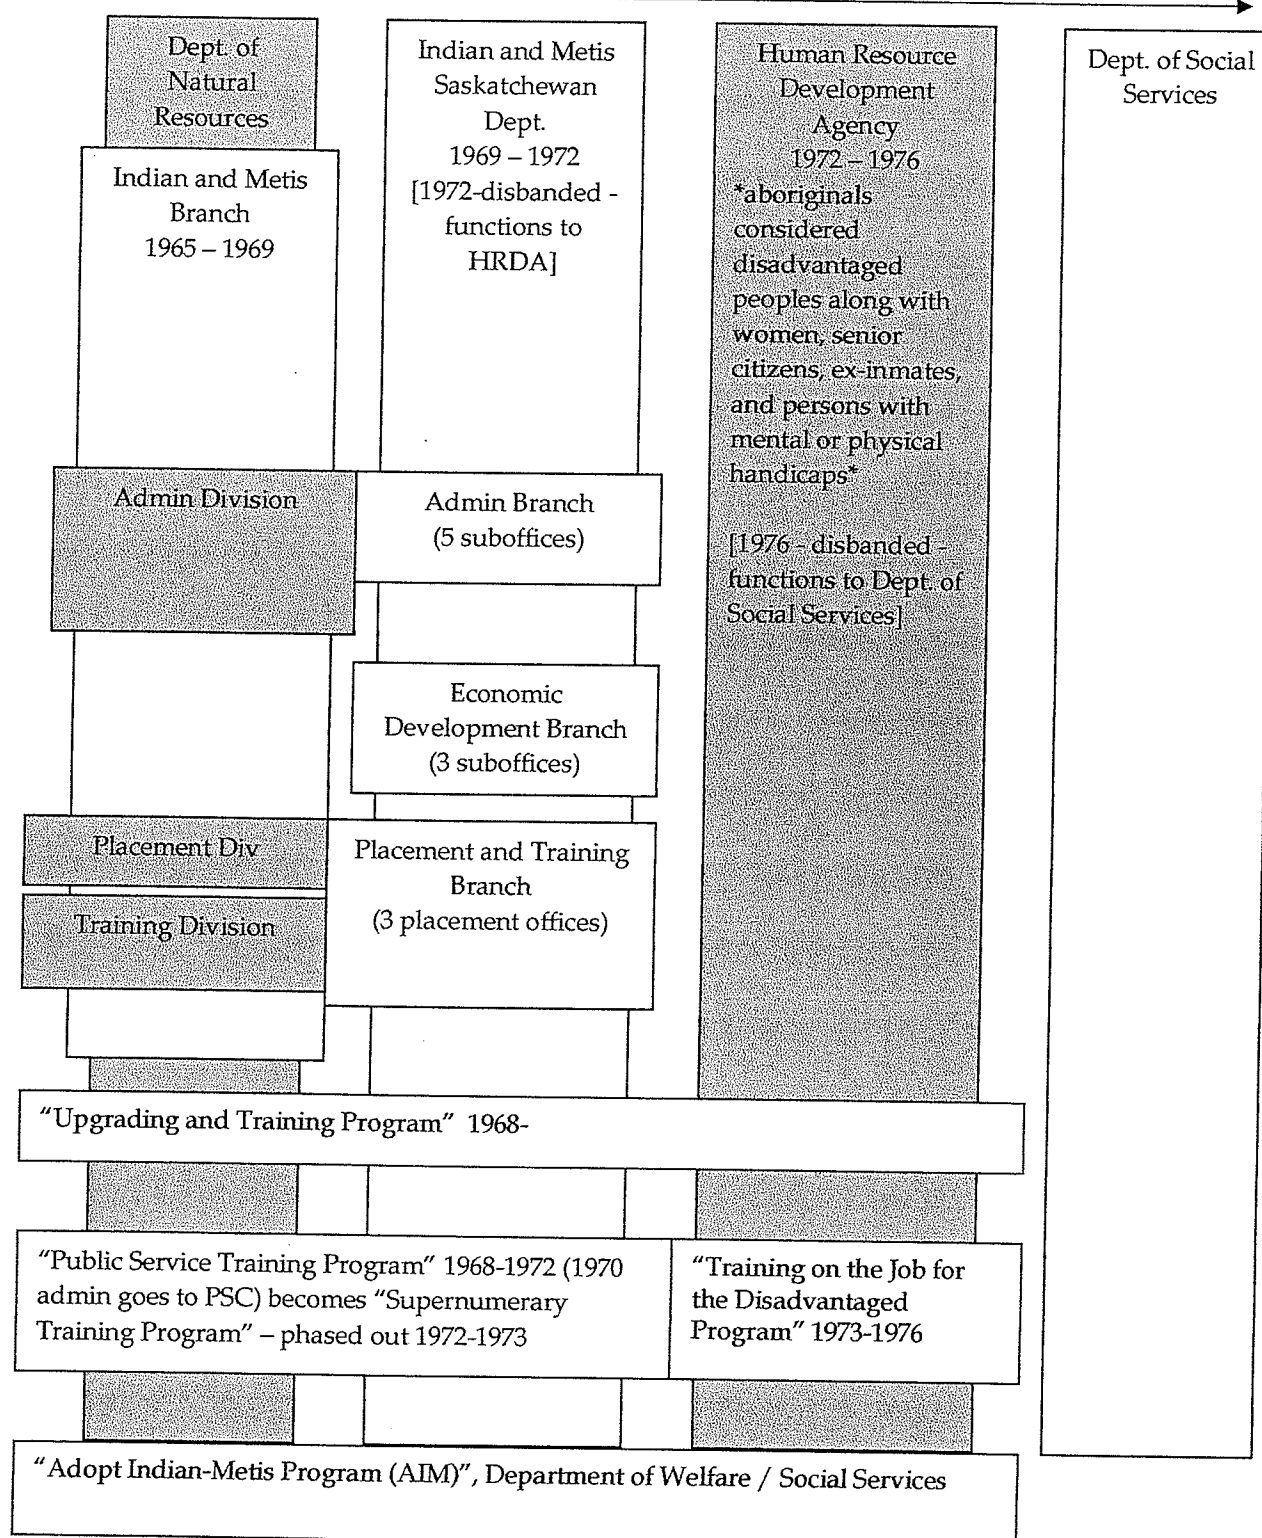 Dept. of
Natural
Resources
Indian and Metis
Branch
1965 – 1969
Indian and Metis
Saskatchewan
Dept.
1969 – 1972
[1972-disbanded -
functions to
HRDA]
Human Resource
Development
Agency
1972 – 1976
*aboriginals
considered
disadvantaged
peoples along with
women, senior
citizens, ex-inmates,
and persons with
mental or physical
handicaps*
[1976 - disbanded -
functions to Dept. of
Social Services]
Dept. of Social
Services
Admin Division
Admin Branch
(5 suboffices)
Economic
Development Branch
(3 suboffices)
Placement Div
Training Division
Placement and Training
Branch
(3 placement offices)
"Upgrading and Training Program" 1968-
"Public Service Training Program" 1968-1972 (1970
admin goes to PSC) becomes "Supernumerary
Training Program" – phased out 1972-1973
"Training on the Job for
the Disadvantaged
Program" 1973-1976
"Adopt Indian-Metis Program (AIM)", Department of Welfare / Social Services